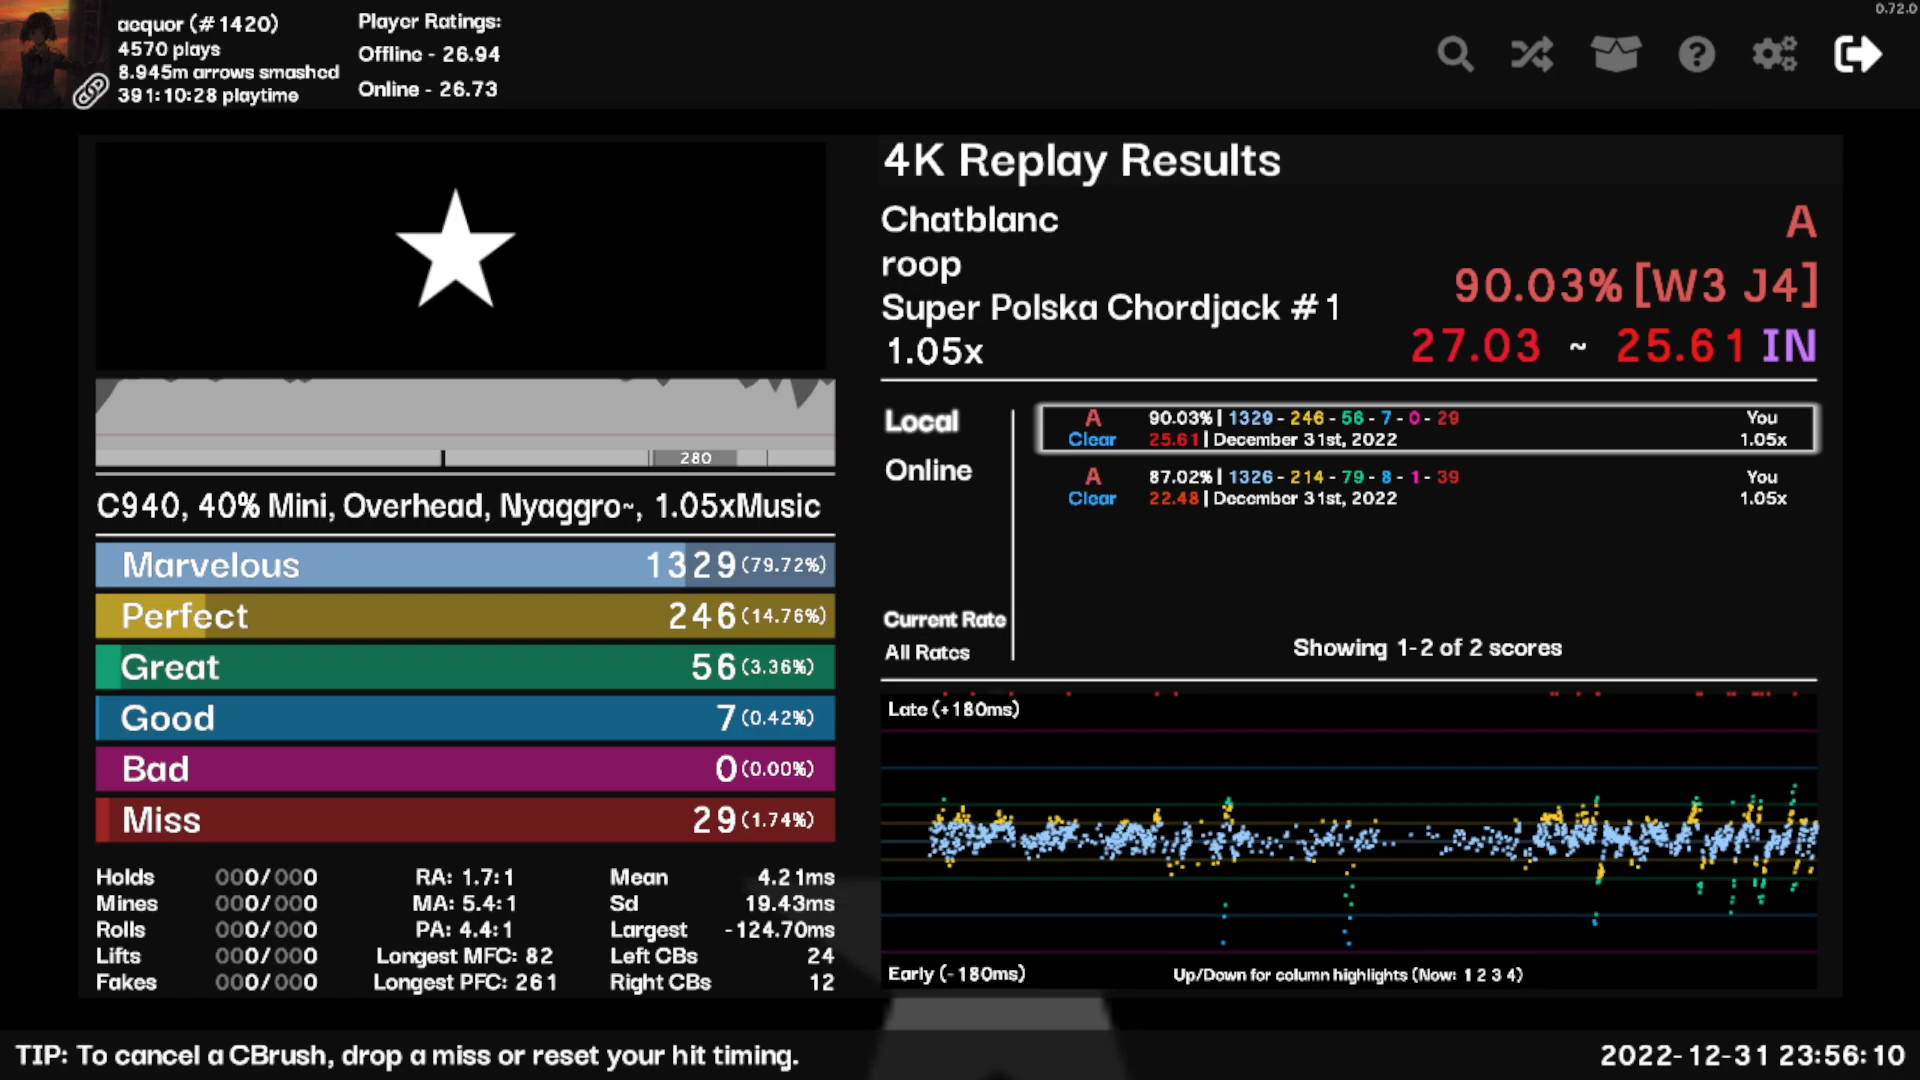 0.72.0
aequor (#1420)
4570 plays
8.945m arrows smashed
391:10:28 playtime
Player Ratings:
Offline - 26.94
Online - 26.73
4K Replay Results
Chatblanc
A
roop
90.03% [W3 J4]
Super Polska Chordjack #1
1.05x
27.03 ~ 25.61 IN
280
C940, 40% Mini, Overhead, Nyaggro~, 1.05xMusic
Marvelous 1329 (79.72%)
Perfect 246 (14.76%)
Great 56 (3.36%)
Good 7 (0.42%)
Bad 0 (0.00%)
Miss 29 (1.74%)
Holds 000/000
Mines 000/000
Rolls 000/000
Lifts 000/000
Fakes 000/000
RA: 1.7:1
MA: 5.4:1
PA: 4.4:1
Longest MFC: 82
Longest PFC: 261
Mean 4.21ms
Sd 19.43ms
Largest -124.70ms
Left CBs 24
Right CBs 12
Local
Online
Current Rate
All Rates
A 90.03% | 1329 - 246 - 56 - 7 - 0 - 29 You
Clear 25.61 | December 31st, 2022 1.05x
A 87.02% | 1326 - 214 - 79 - 8 - 1 - 39 You
Clear 22.48 | December 31st, 2022 1.05x
Showing 1-2 of 2 scores
Late (+180ms)
Early (-180ms)
Up/Down for column highlights (Now: 1 2 3 4)
TIP: To cancel a CBrush, drop a miss or reset your hit timing.
2022-12-31 23:56:10